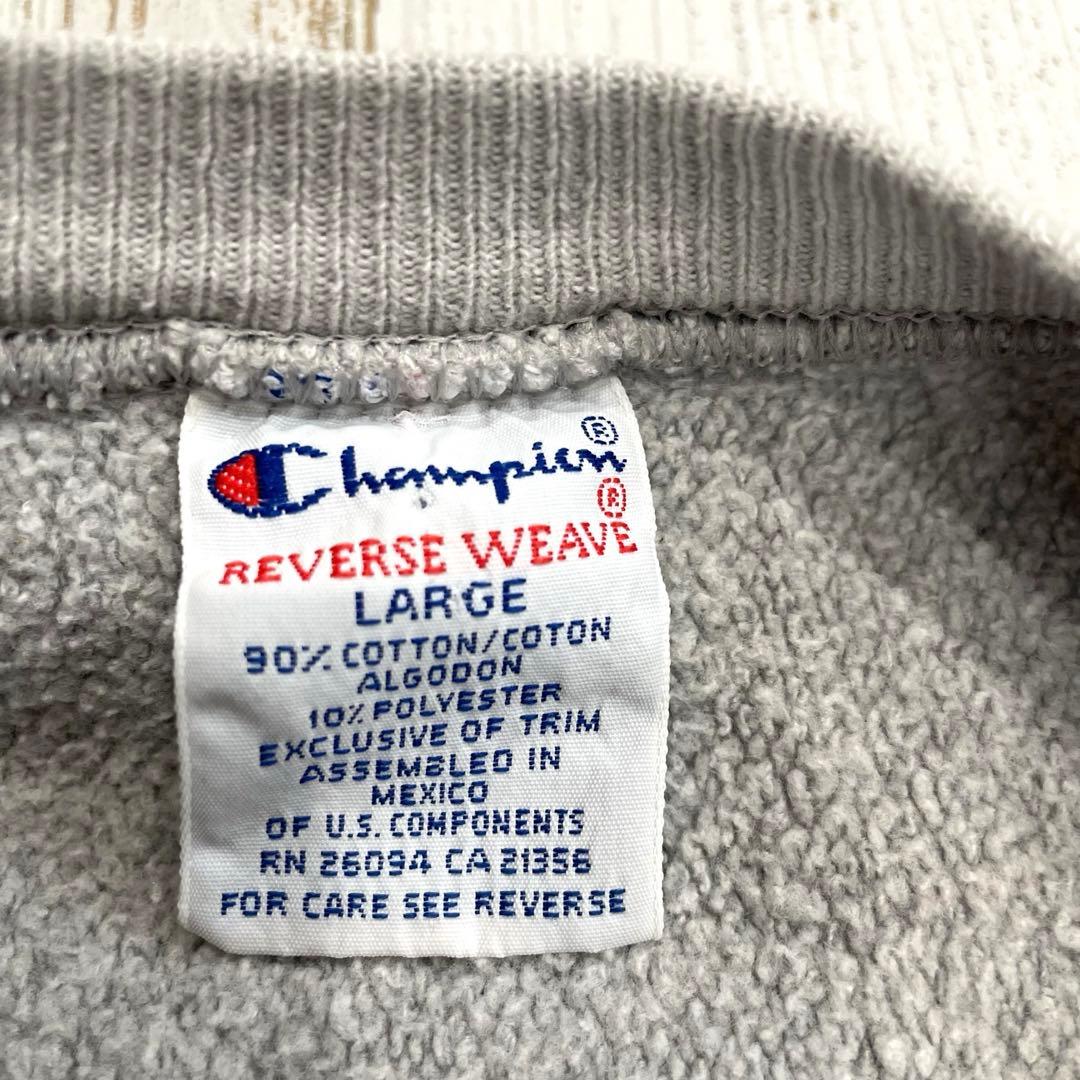 Champion®
REVERSE WEAVE®
LARGE
90% COTTON/COTON
ALGODON
10% POLYESTER
EXCLUSIVE OF TRIM
ASSEMBLED IN
MEXICO
OF U.S. COMPONENTS
RN 26094 CA 21356
FOR CARE SEE REVERSE